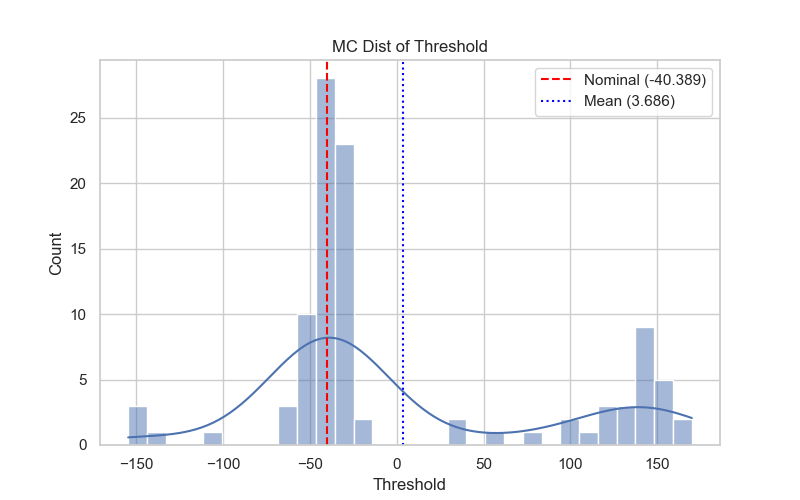 MC Dist of Threshold
Nominal (-40.389)
Mean (3.686)
Count
25
20
15
10
5
0
−150
−100
−50
0
50
100
150
Threshold